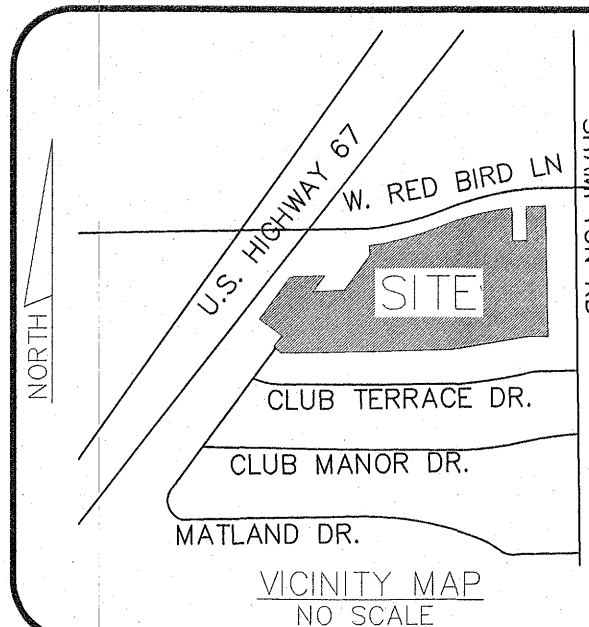 U.S. HIGHWAY 67
W. RED BIRD LN
SITE
NORTH
CLUB TERRACE DR.
CLUB MANOR DR.
MATLAND DR.
VICINITY MAP
NO SCALE